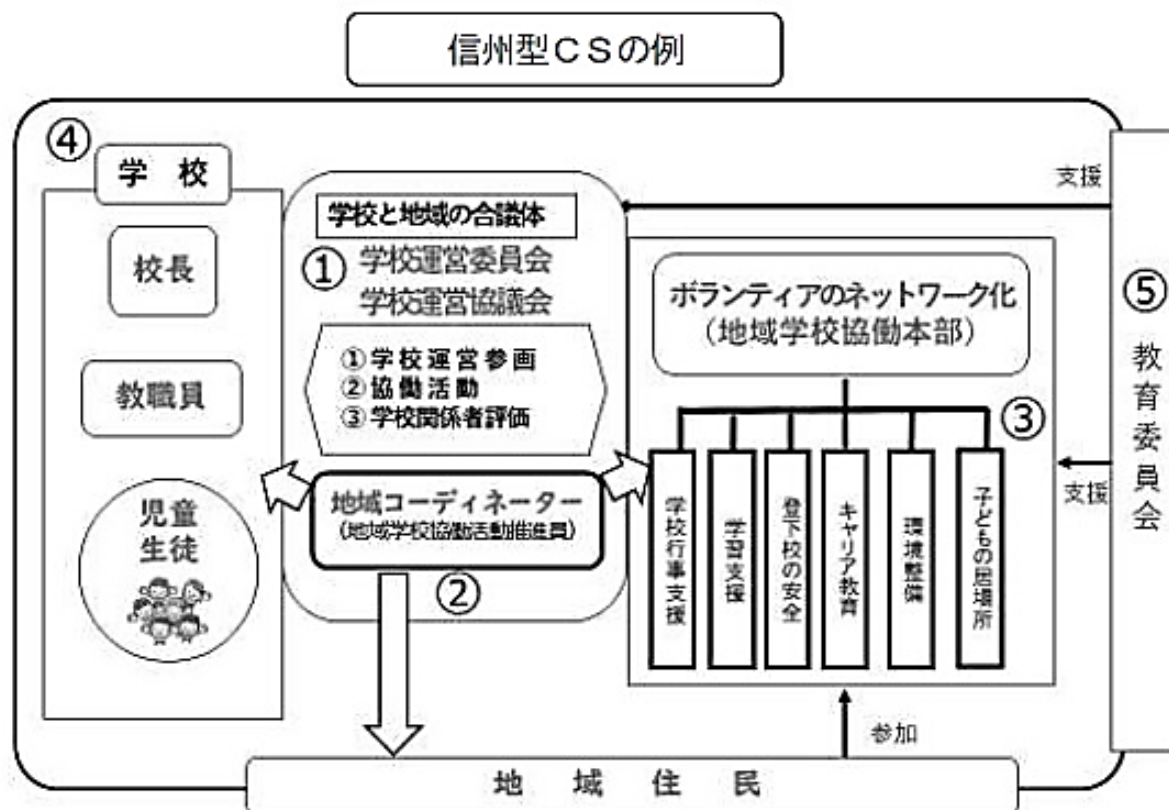 信州型CSの例
④
学校
校長
教職員
児童
生徒
学校と地域の合議体
①
学校運営委員会
学校運営協議会
①学校運営参画
②協働活動
③学校関係者評価
地域コーディネーター
(地域学校協働活動推進員)
②
支援
ボランティアのネットワーク化
(地域学校協働本部)
③
学校行事支援
学習支援
登下校の安全
キャリア教育
環境整備
子どもの居場所
支援
⑤
教育委員会
参加
地域住民